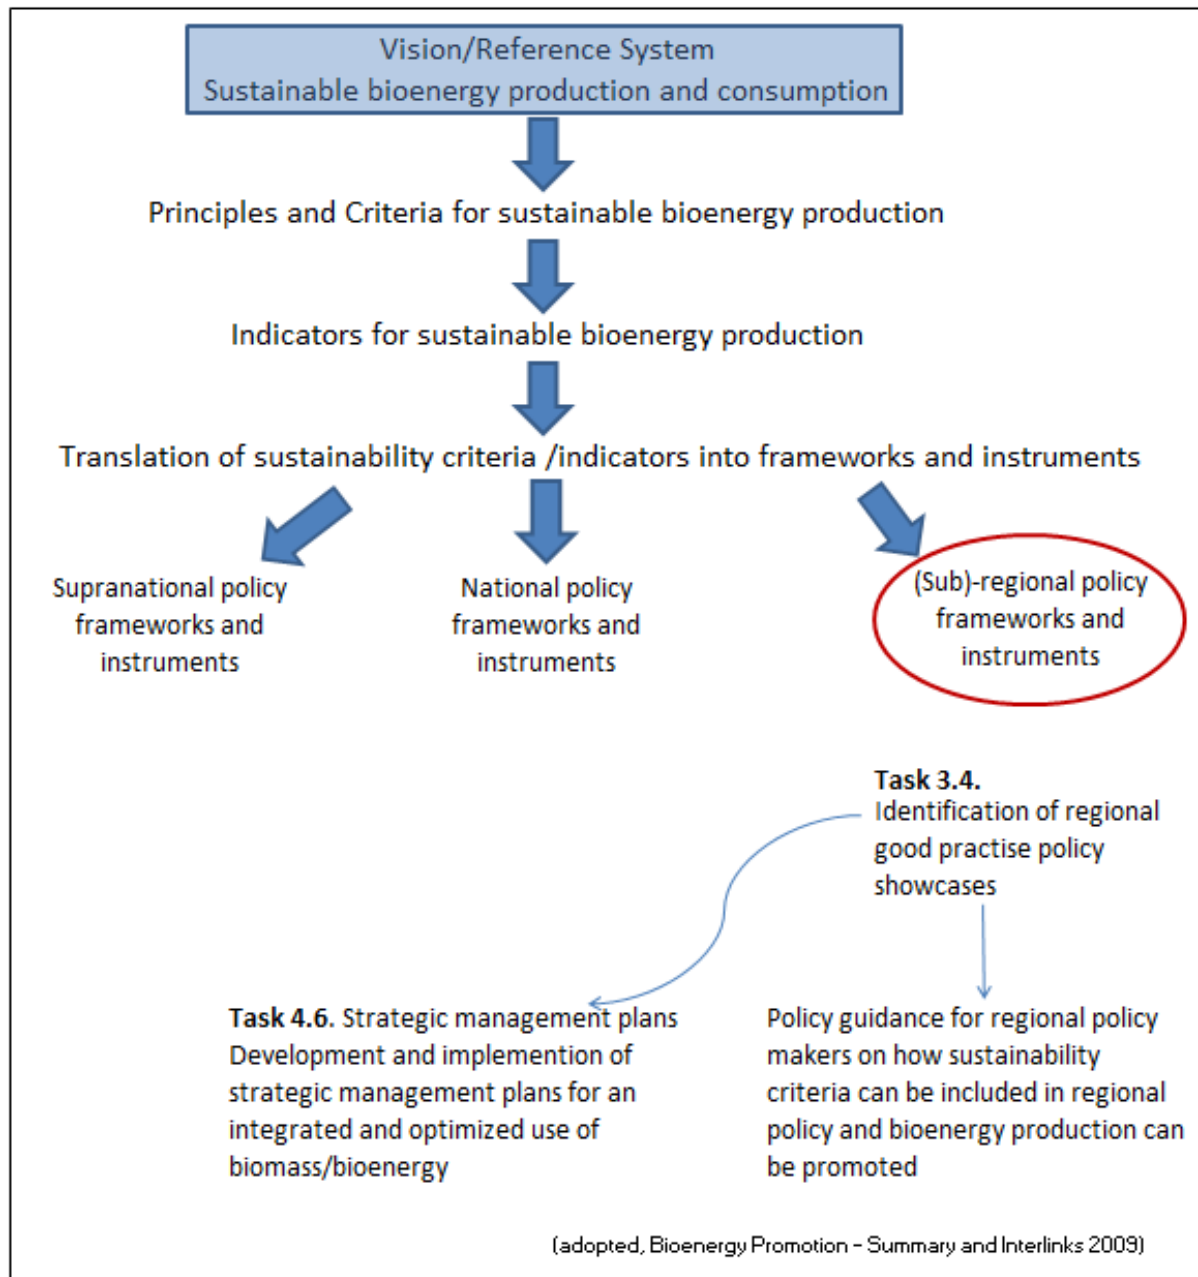 Vision/Reference System
Sustainable bioenergy production and consumption
Principles and Criteria for sustainable bioenergy production
Indicators for sustainable bioenergy production
Translation of sustainability criteria /indicators into frameworks and instruments
Supranational policy
frameworks and
instruments
National policy
frameworks and
instruments
(Sub)-regional policy
frameworks and
instruments
Task 3.4.
Identification of regional
good practise policy
showcases
Task 4.6. Strategic management plans
Development and implemention of
strategic management plans for an
integrated and optimized use of
biomass/bioenergy
Policy guidance for regional policy
makers on how sustainability
criteria can be included in regional
policy and bioenergy production can
be promoted
(adopted, Bioenergy Promotion – Summary and Interlinks 2009)